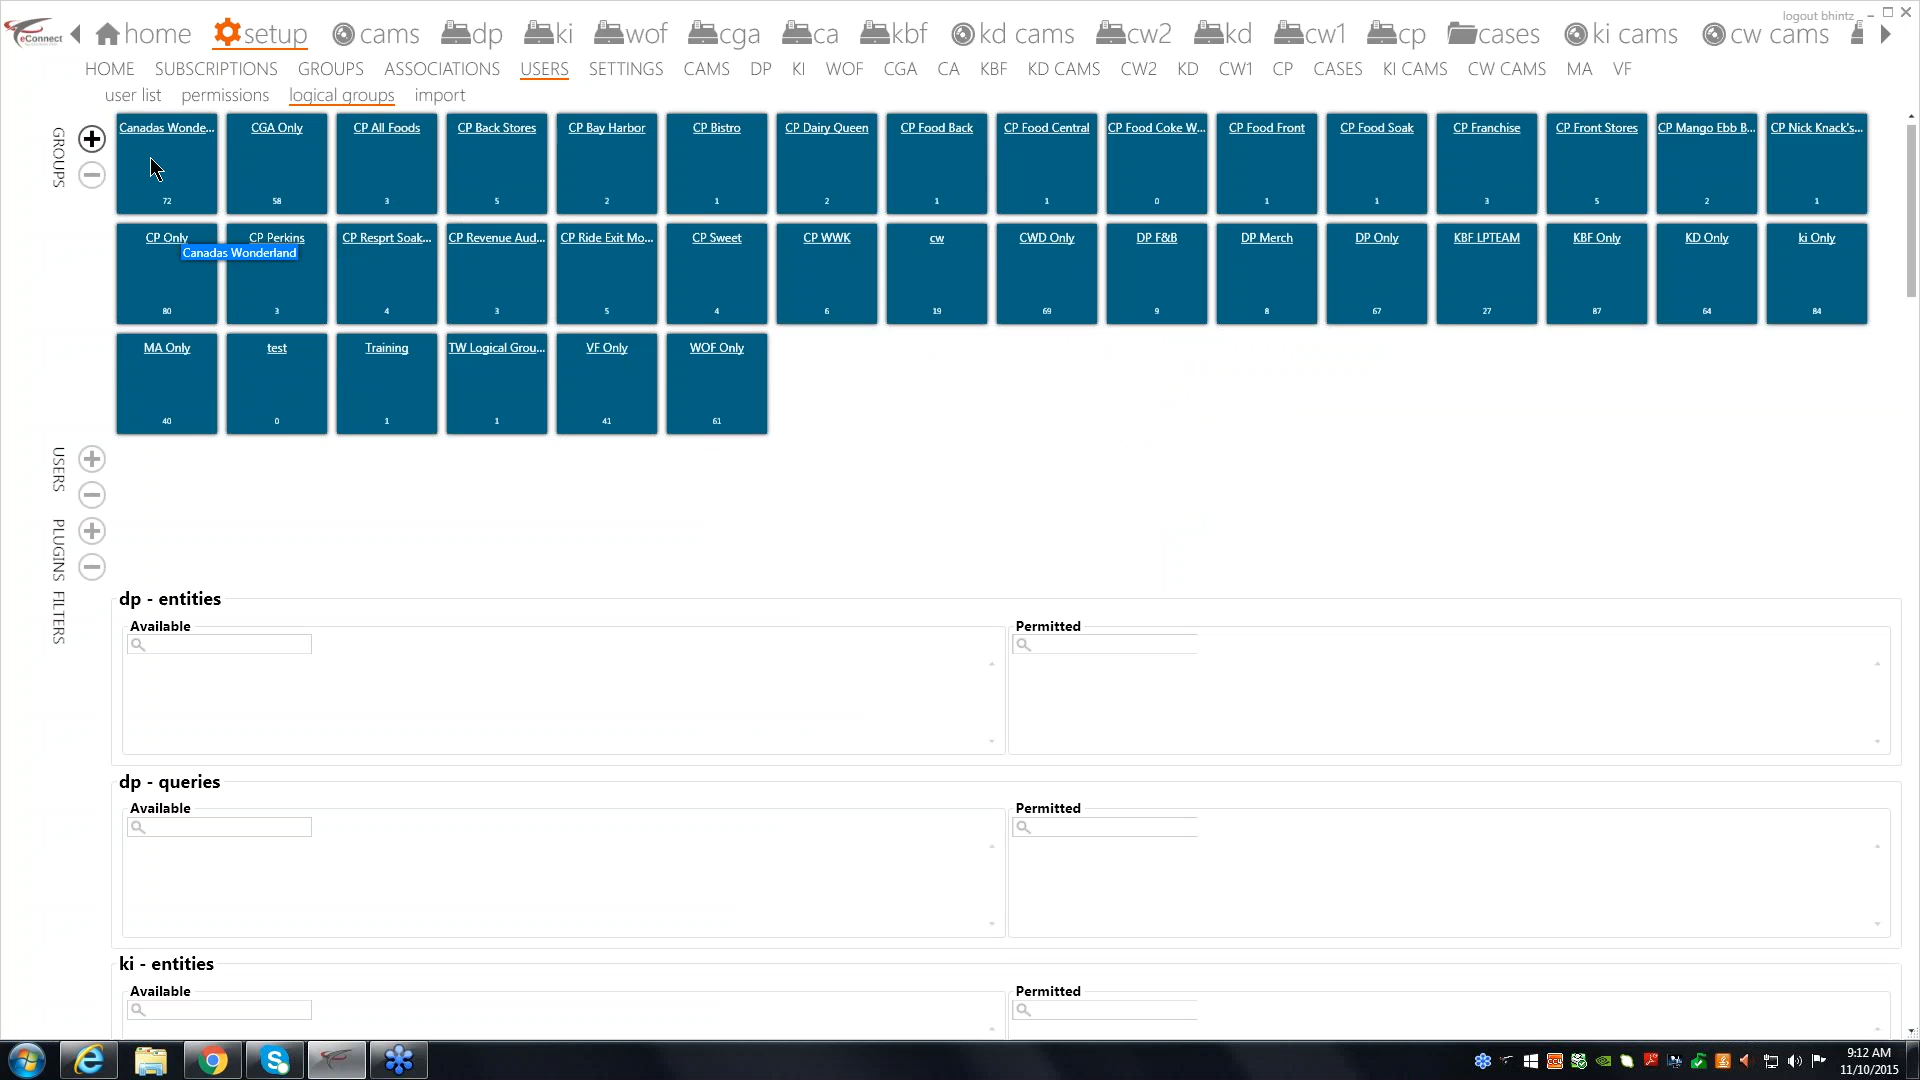 eConnect home setup cams dp ki wof cga ca kbf kd cams cw2 kd cw1 cp cases ki cams cw cams
logout bhintz
HOME SUBSCRIPTIONS GROUPS ASSOCIATIONS USERS SETTINGS CAMS DP KI WOF CGA CA KBF KD CAMS CW2 KD CW1 CP CASES KI CAMS CW CAMS MA VF
user list permissions logical groups import
GROUPS
Canadas Wonde... CGA Only CP All Foods CP Back Stores CP Bay Harbor CP Bistro CP Dairy Queen CP Food Back CP Food Central CP Food Coke W... CP Food Front CP Food Soak CP Franchise CP Front Stores CP Mango Ebb B... CP Nick Knack's...
72 58 3 5 2 1 2 1 1 0 1 1 3 5 2 1
CP Only CP Perkins CP Resprt Soak... CP Revenue Aud... CP Ride Exit Mo... CP Sweet CP WWK cw CWD Only DP F&B DP Merch DP Only KBF LPTEAM KBF Only KD Only ki Only
Canadas Wonderland
80 3 4 3 5 4 6 19 69 9 8 67 27 87 64 84
MA Only test Training TW Logical Grou... VF Only WOF Only
40 0 1 1 41 61
USERS
PLUGINS
FILTERS
dp - entities
Available Permitted
dp - queries
Available Permitted
ki - entities
Available Permitted
9:12 AM
11/10/2015